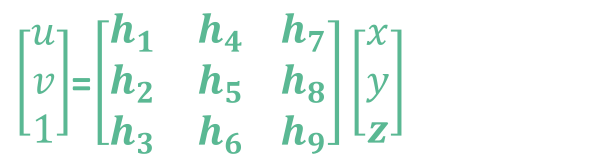 [u v 1] = [h₁ h₄ h₇
h₂ h₅ h₈
h₃ h₆ h₉] [x y z]